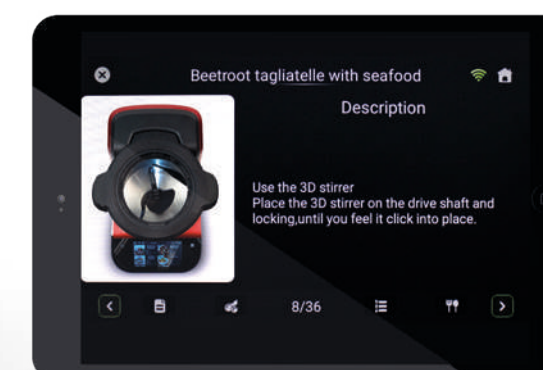 Beetroot tagliatelle with seafood
Description
Use the 3D stirrer
Place the 3D stirrer on the drive shaft and
locking,until you feel it click into place.
8/36